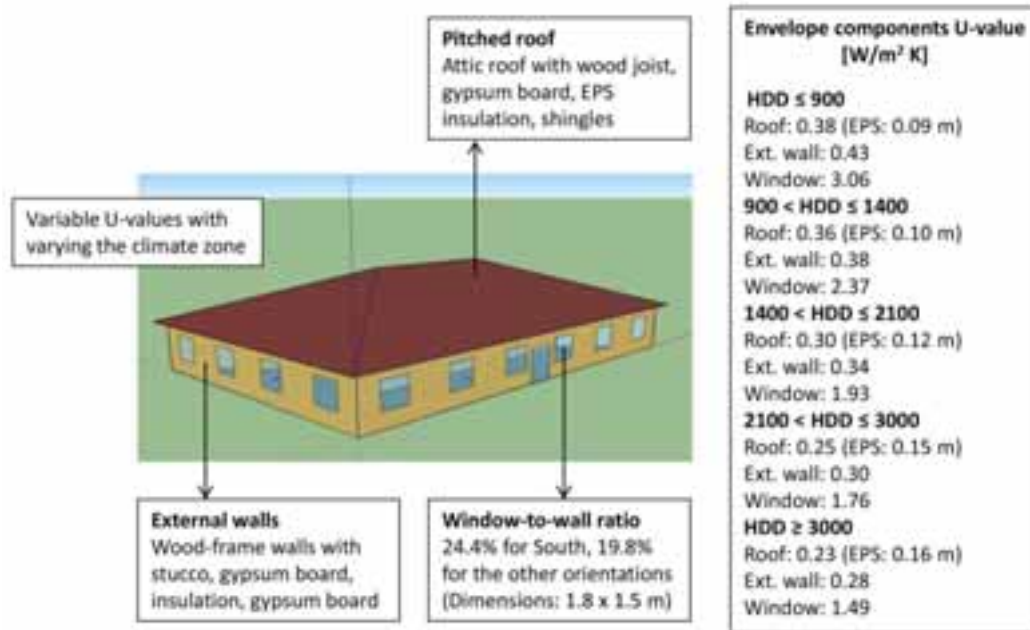 Pitched roof
Attic roof with wood joist,
gypsum board, EPS
insulation, shingles
Variable U-values with
varying the climate zone
External walls
Wood-frame walls with
stucco, gypsum board,
insulation, gypsum board
Window-to-wall ratio
24.4% for South, 19.8%
for the other orientations
(Dimensions: 1.8 x 1.5 m)
Envelope components U-value
[W/m² K]
HDD ≤ 900
Roof: 0.38 (EPS: 0.09 m)
Ext. wall: 0.43
Window: 3.06
900 < HDD ≤ 1400
Roof: 0.36 (EPS: 0.10 m)
Ext. wall: 0.38
Window: 2.37
1400 < HDD ≤ 2100
Roof: 0.30 (EPS: 0.12 m)
Ext. wall: 0.34
Window: 1.93
2100 < HDD ≤ 3000
Roof: 0.25 (EPS: 0.15 m)
Ext. wall: 0.30
Window: 1.76
HDD ≥ 3000
Roof: 0.23 (EPS: 0.16 m)
Ext. wall: 0.28
Window: 1.49